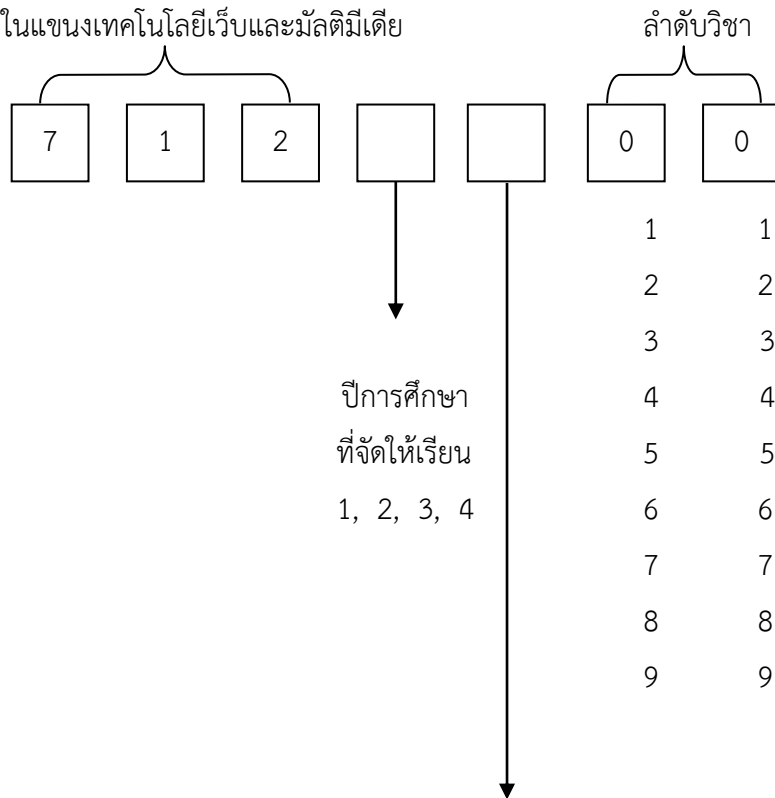 ในแขนงเทคโนโลยีเว็บและมัลติมีเดีย ลำดับวิชา
7 1 2 0 0
1 1
2 2
3 3
ปีการศึกษา 4 4
ที่จัดให้เรียน 5 5
1, 2, 3, 4 6 6
7 7
8 8
9 9